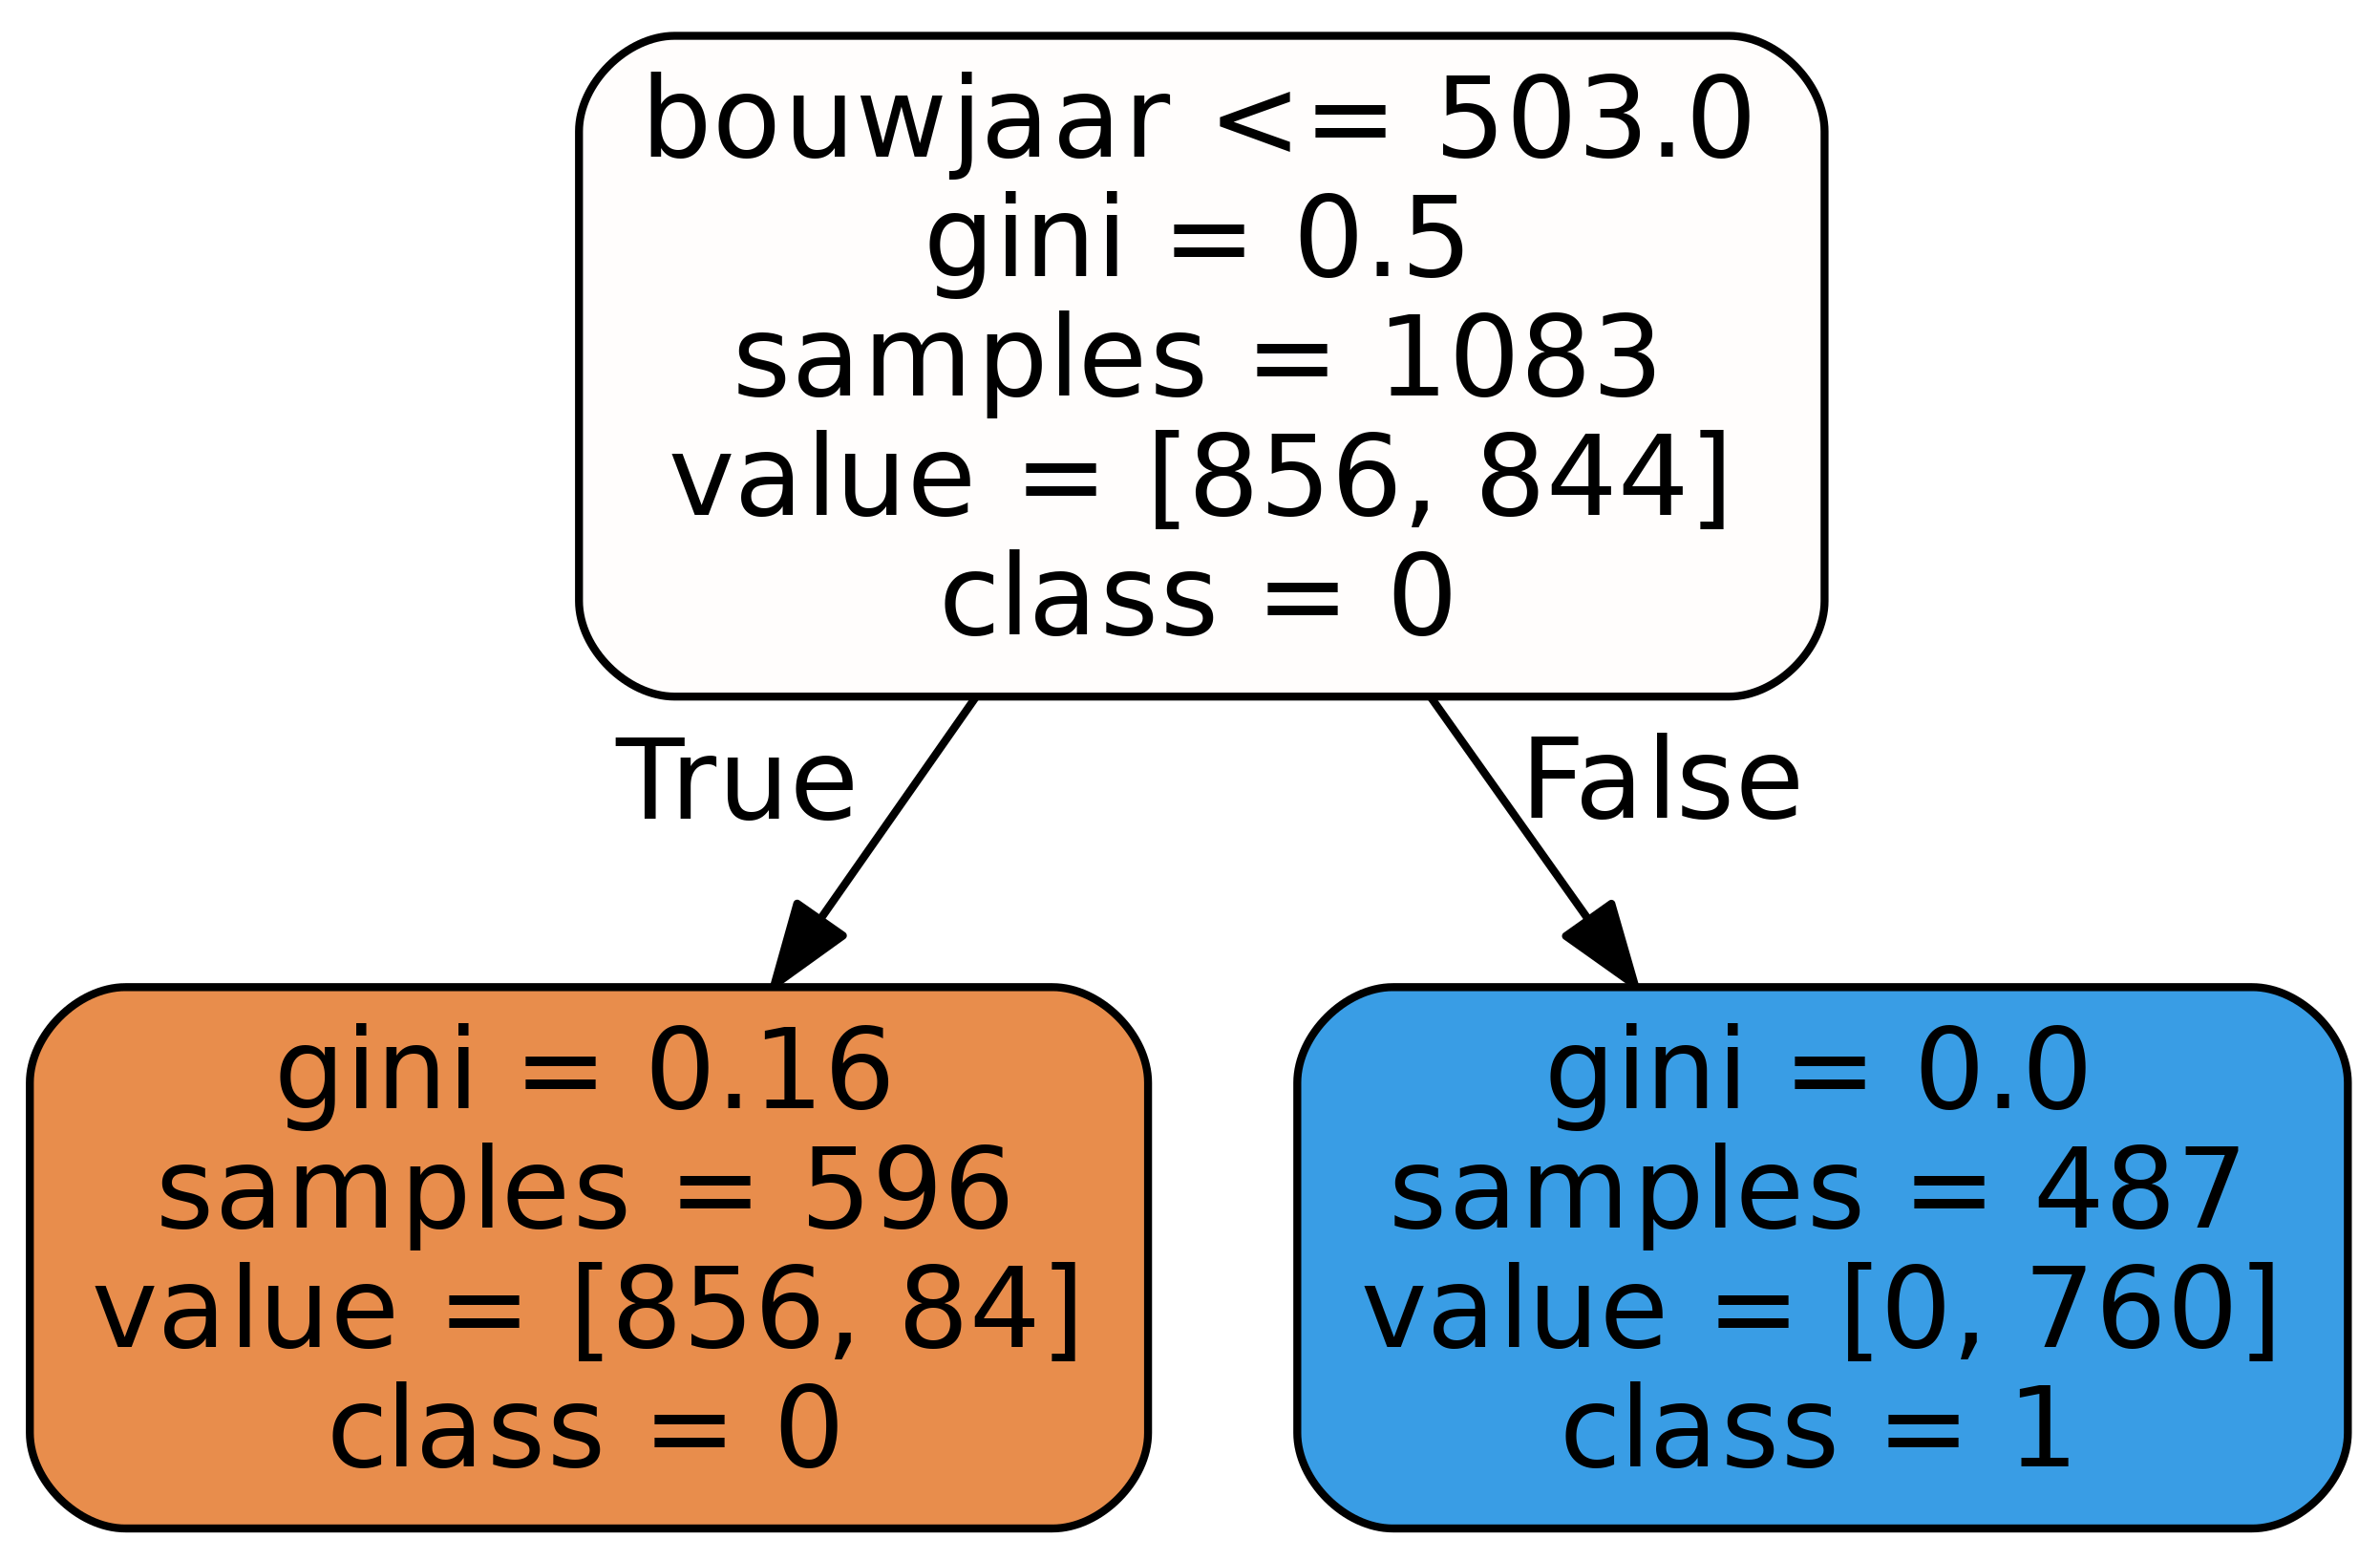 bouwjaar <= 503.0
gini = 0.5
samples = 1083
value = [856, 844]
class = 0
True
False
gini = 0.16
samples = 596
value = [856, 84]
class = 0
gini = 0.0
samples = 487
value = [0, 760]
class = 1